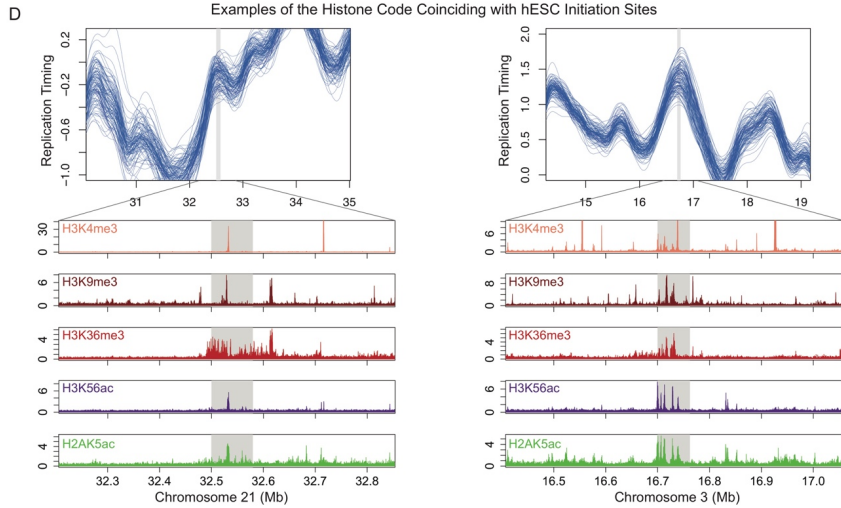 D
Examples of the Histone Code Coinciding with hESC Initiation Sites
Replication Timing
0.2
−0.2
−0.6
−1.0
31 32 33 34 35
H3K4me3
30
0
H3K9me3
6
0
H3K36me3
4
0
H3K56ac
6
0
H2AK5ac
4
0
32.3 32.4 32.5 32.6 32.7 32.8
Chromosome 21 (Mb)
Replication Timing
2.0
1.5
1.0
0.5
0.0
15 16 17 18 19
H3K4me3
6
0
H3K9me3
8
4
0
H3K36me3
4
0
H3K56ac
6
0
H2AK5ac
4
0
16.5 16.6 16.7 16.8 16.9 17.0
Chromosome 3 (Mb)